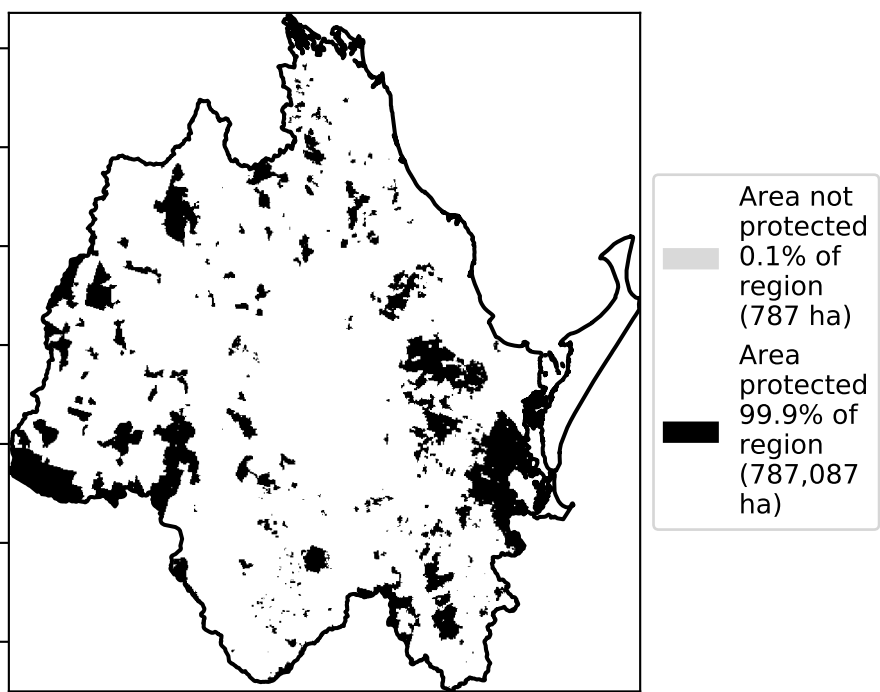 Area not
protected
0.1% of
region
(787 ha)
Area
protected
99.9% of
region
(787,087
ha)